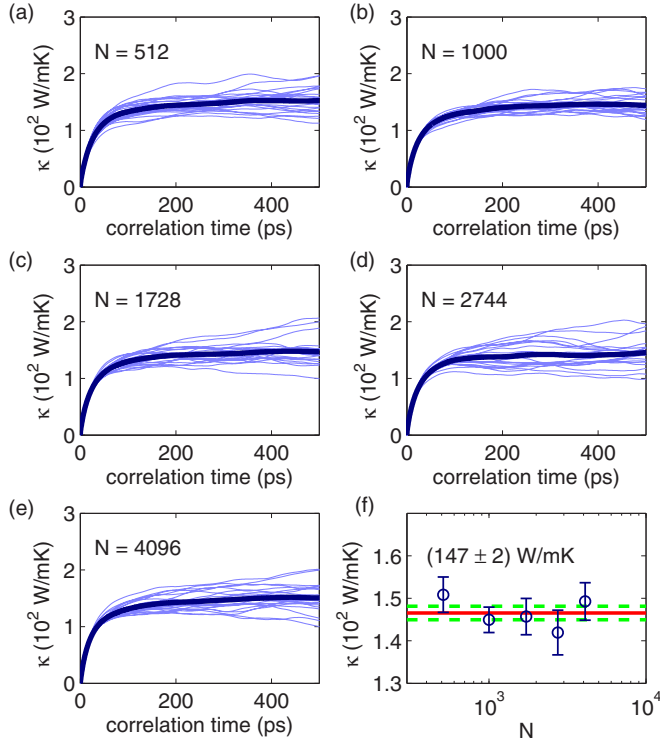 (a)
N = 512
κ (10² W/mK)
3
2
1
0
0 200 400
correlation time (ps)
(b)
N = 1000
κ (10² W/mK)
3
2
1
0
0 200 400
correlation time (ps)
(c)
N = 1728
κ (10² W/mK)
3
2
1
0
0 200 400
correlation time (ps)
(d)
N = 2744
κ (10² W/mK)
3
2
1
0
0 200 400
correlation time (ps)
(e)
N = 4096
κ (10² W/mK)
3
2
1
0
0 200 400
correlation time (ps)
(f)
(147 ± 2) W/mK
κ (10² W/mK)
1.7
1.6
1.5
1.4
1.3
10³ 10⁴
N